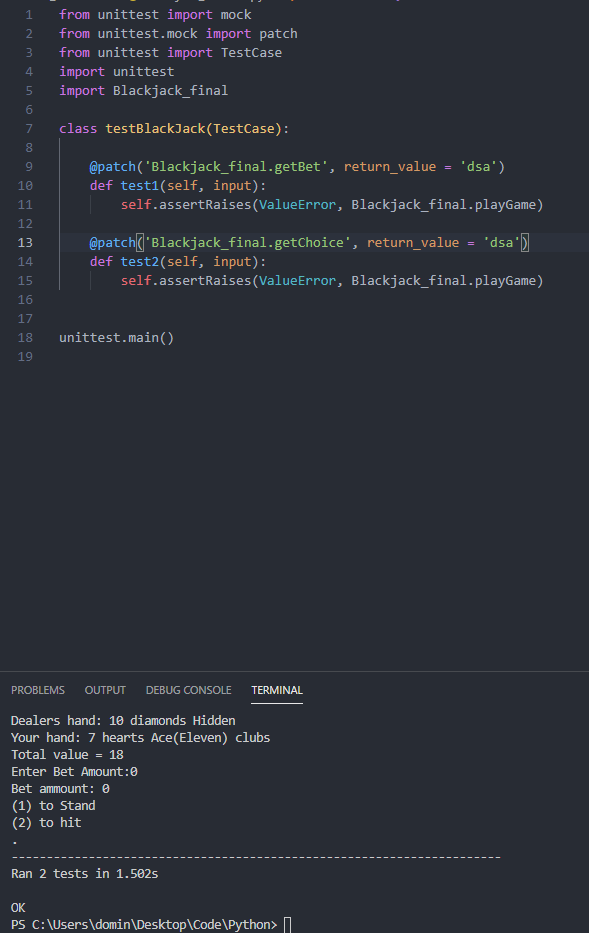 1 from unittest import mock
2 from unittest.mock import patch
3 from unittest import TestCase
4 import unittest
5 import Blackjack_final
6
7 class testBlackJack(TestCase):
8
9 @patch('Blackjack_final.getBet', return_value = 'dsa')
10 def test1(self, input):
11 self.assertRaises(ValueError, Blackjack_final.playGame)
12
13 @patch('Blackjack_final.getChoice', return_value = 'dsa')
14 def test2(self, input):
15 self.assertRaises(ValueError, Blackjack_final.playGame)
16
17
18 unittest.main()
19
PROBLEMS OUTPUT DEBUG CONSOLE TERMINAL
Dealers hand: 10 diamonds Hidden
Your hand: 7 hearts Ace(Eleven) clubs
Total value = 18
Enter Bet Amount:0
Bet ammount: 0
(1) to Stand
(2) to hit
.
----------------------------------------------------------------------
Ran 2 tests in 1.502s
OK
PS C:\Users\domin\Desktop\Code\Python>